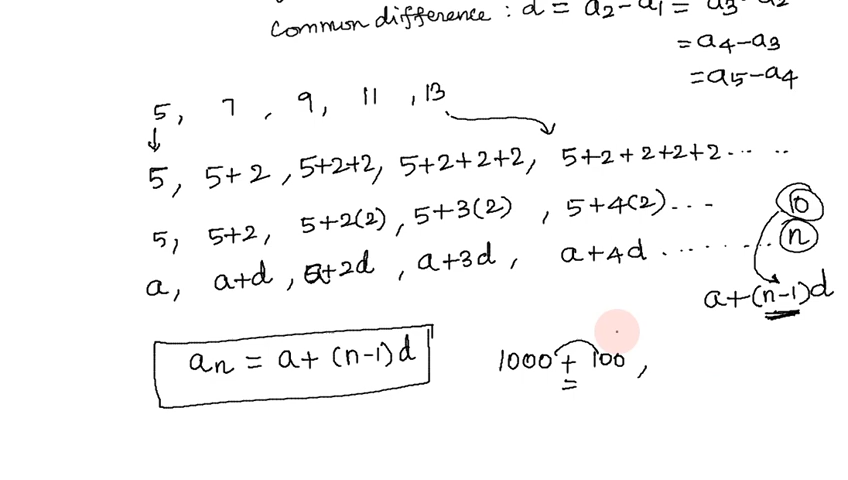 common difference : d = a2-a1 = a3-a2
= a4-a3
= a5-a4
5, 7, 9, 11, 13
5, 5+2, 5+2+2, 5+2+2+2, 5+2+2+2+2.... ..
5, 5+2, 5+2(2), 5+3(2), 5+4(2)... 10
a, a+d, a+2d, a+3d, a+4d ......... n
a+(n-1)d
an = a+(n-1)d 1000 + 100,